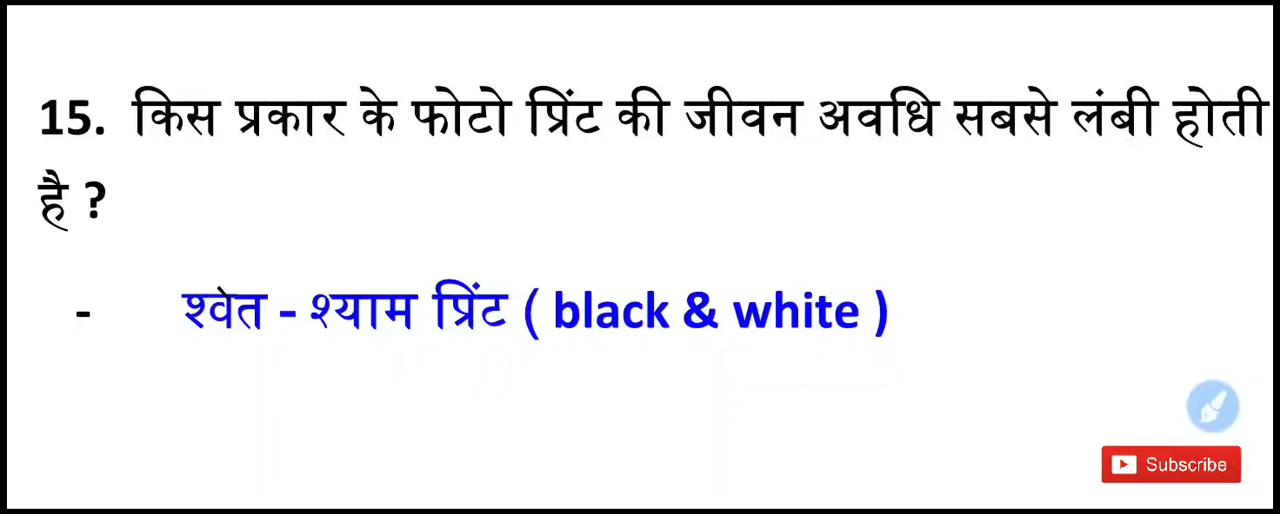 15. किस प्रकार के फोटो प्रिंट की जीवन अवधि सबसे लंबी होती
है ?
- श्वेत - श्याम प्रिंट ( black & white )
Subscribe